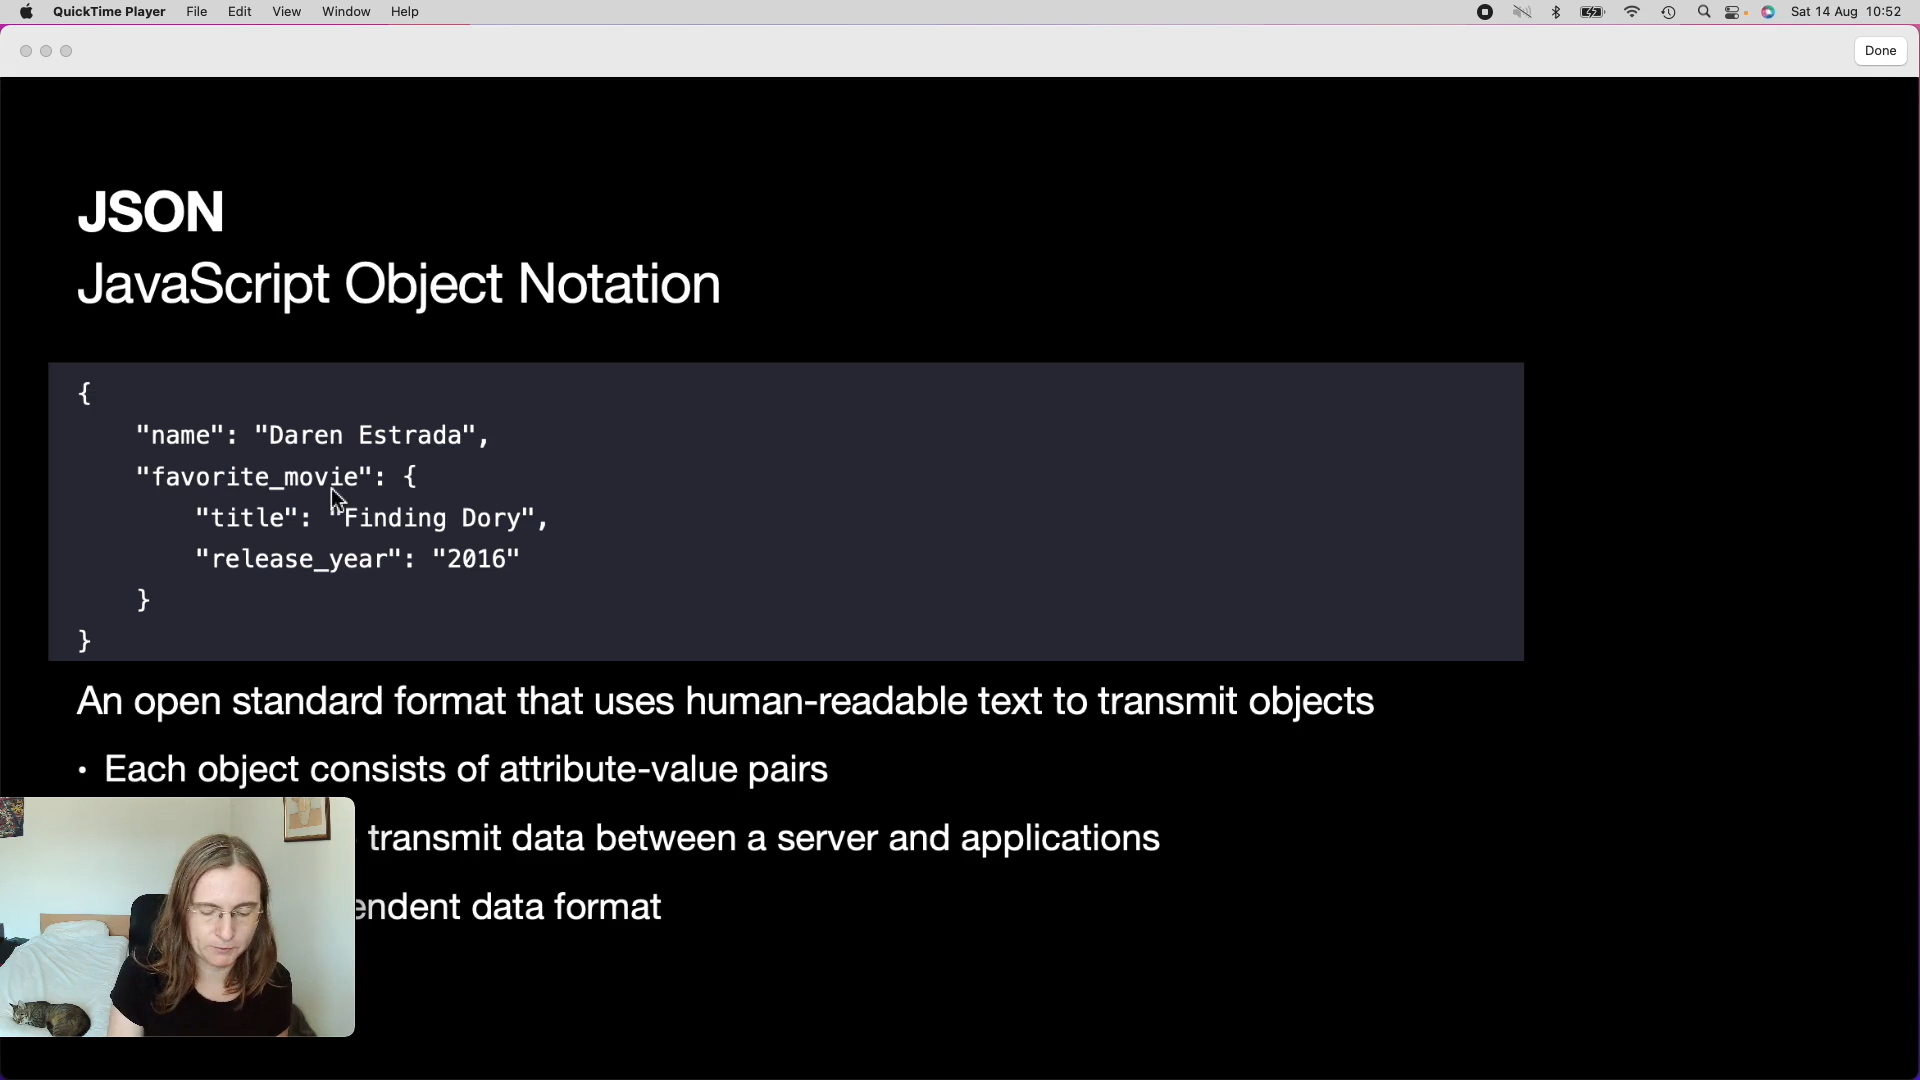 QuickTime Player File Edit View Window Help Sat 14 Aug 10:52
Done
JSON
JavaScript Object Notation
{
"name": "Daren Estrada",
"favorite_movie": {
"title": "Finding Dory",
"release_year": "2016"
}
}
An open standard format that uses human-readable text to transmit objects
• Each object consists of attribute-value pairs
transmit data between a server and applications
endent data format